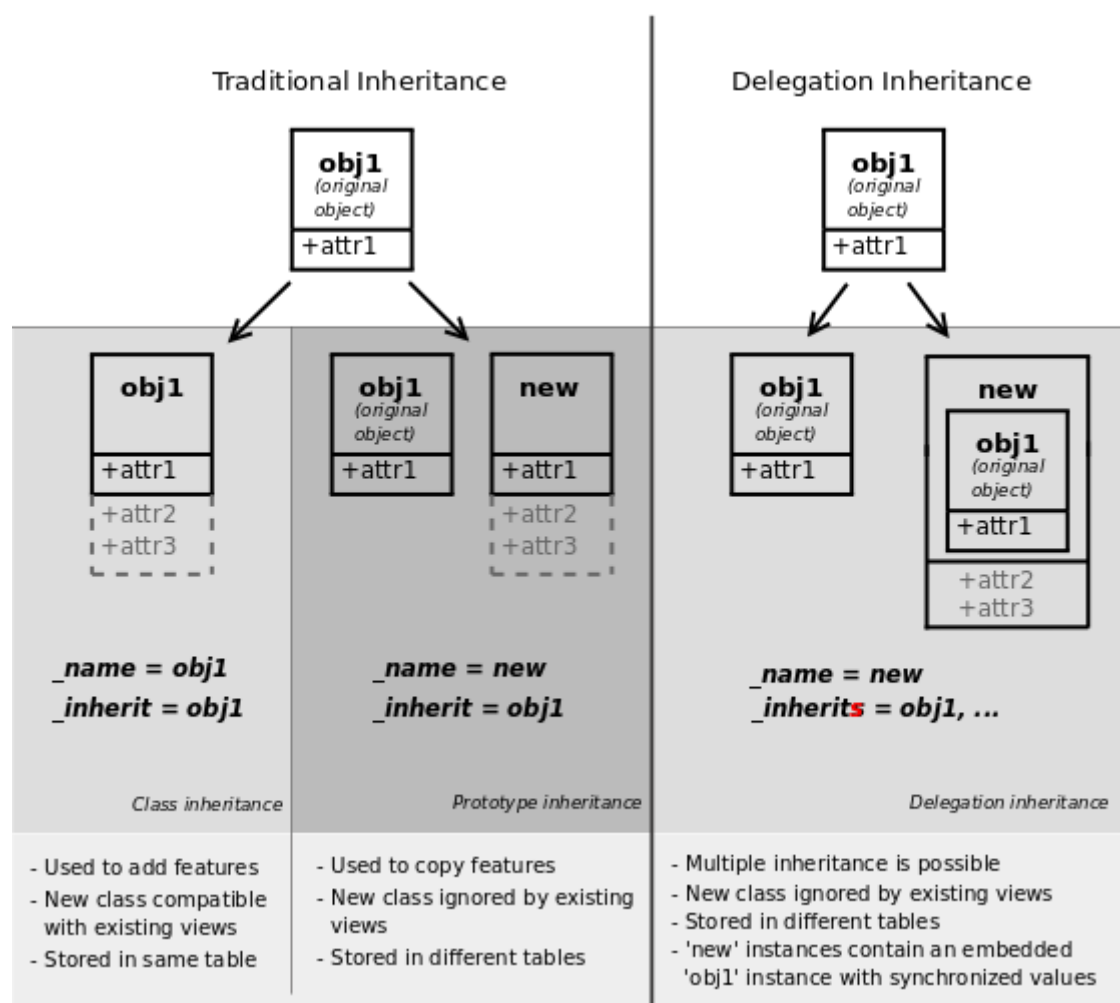 Traditional Inheritance
obj1
(original
object)
+attr1
obj1
+attr1
+attr2
+attr3
_name = obj1
_inherit = obj1
Class inheritance
- Used to add features
- New class compatible
with existing views
- Stored in same table
obj1
(original
object)
+attr1
new
+attr1
+attr2
+attr3
_name = new
_inherit = obj1
Prototype inheritance
- Used to copy features
- New class ignored by existing
views
- Stored in different tables
Delegation Inheritance
obj1
(original
object)
+attr1
obj1
(original
object)
+attr1
new
obj1
(original
object)
+attr1
+attr2
+attr3
_name = new
_inherits = obj1, ...
Delegation inheritance
- Multiple inheritance is possible
- New class ignored by existing views
- Stored in different tables
- 'new' instances contain an embedded
'obj1' instance with synchronized values